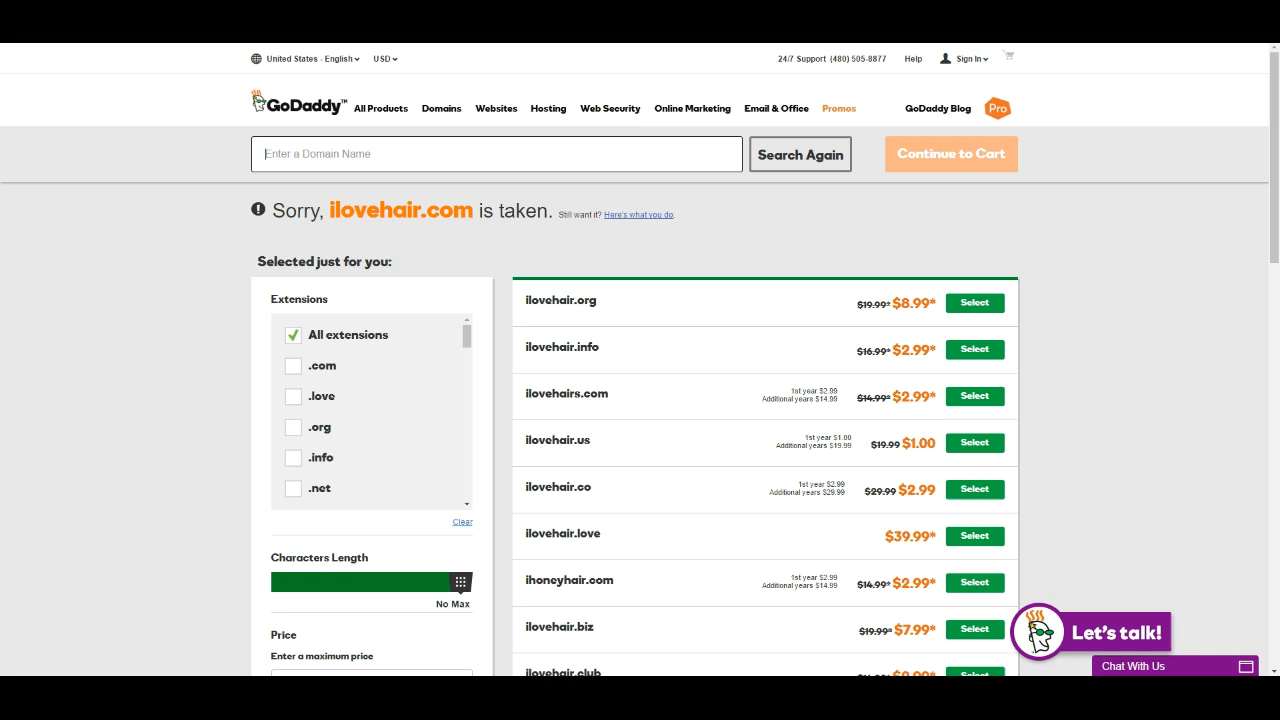 United States - English USD 24/7 Support (480) 505-8877 Help Sign In
GoDaddy™ All Products Domains Websites Hosting Web Security Online Marketing Email & Office Promos GoDaddy Blog Pro
Enter a Domain Name Search Again Continue to Cart
Sorry, ilovehair.com is taken. Still want it? Here's what you do.
Selected just for you:
Extensions
All extensions
.com
.love
.org
.info
.net
Clear
Characters Length
No Max
Price
Enter a maximum price
ilovehair.org $19.99* $8.99* Select
ilovehair.info $16.99* $2.99* Select
ilovehairs.com 1st year $2.99 Additional years $14.99 $14.99* $2.99* Select
ilovehair.us 1st year $1.00 Additional years $19.99 $19.99 $1.00 Select
ilovehair.co 1st year $2.99 Additional years $29.99 $29.99 $2.99 Select
ilovehair.love $39.99* Select
ihoneyhair.com 1st year $2.99 Additional years $14.99 $14.99* $2.99* Select
ilovehair.biz $19.99* $7.99* Select
ilovehair.club Select
Let's talk!
Chat With Us